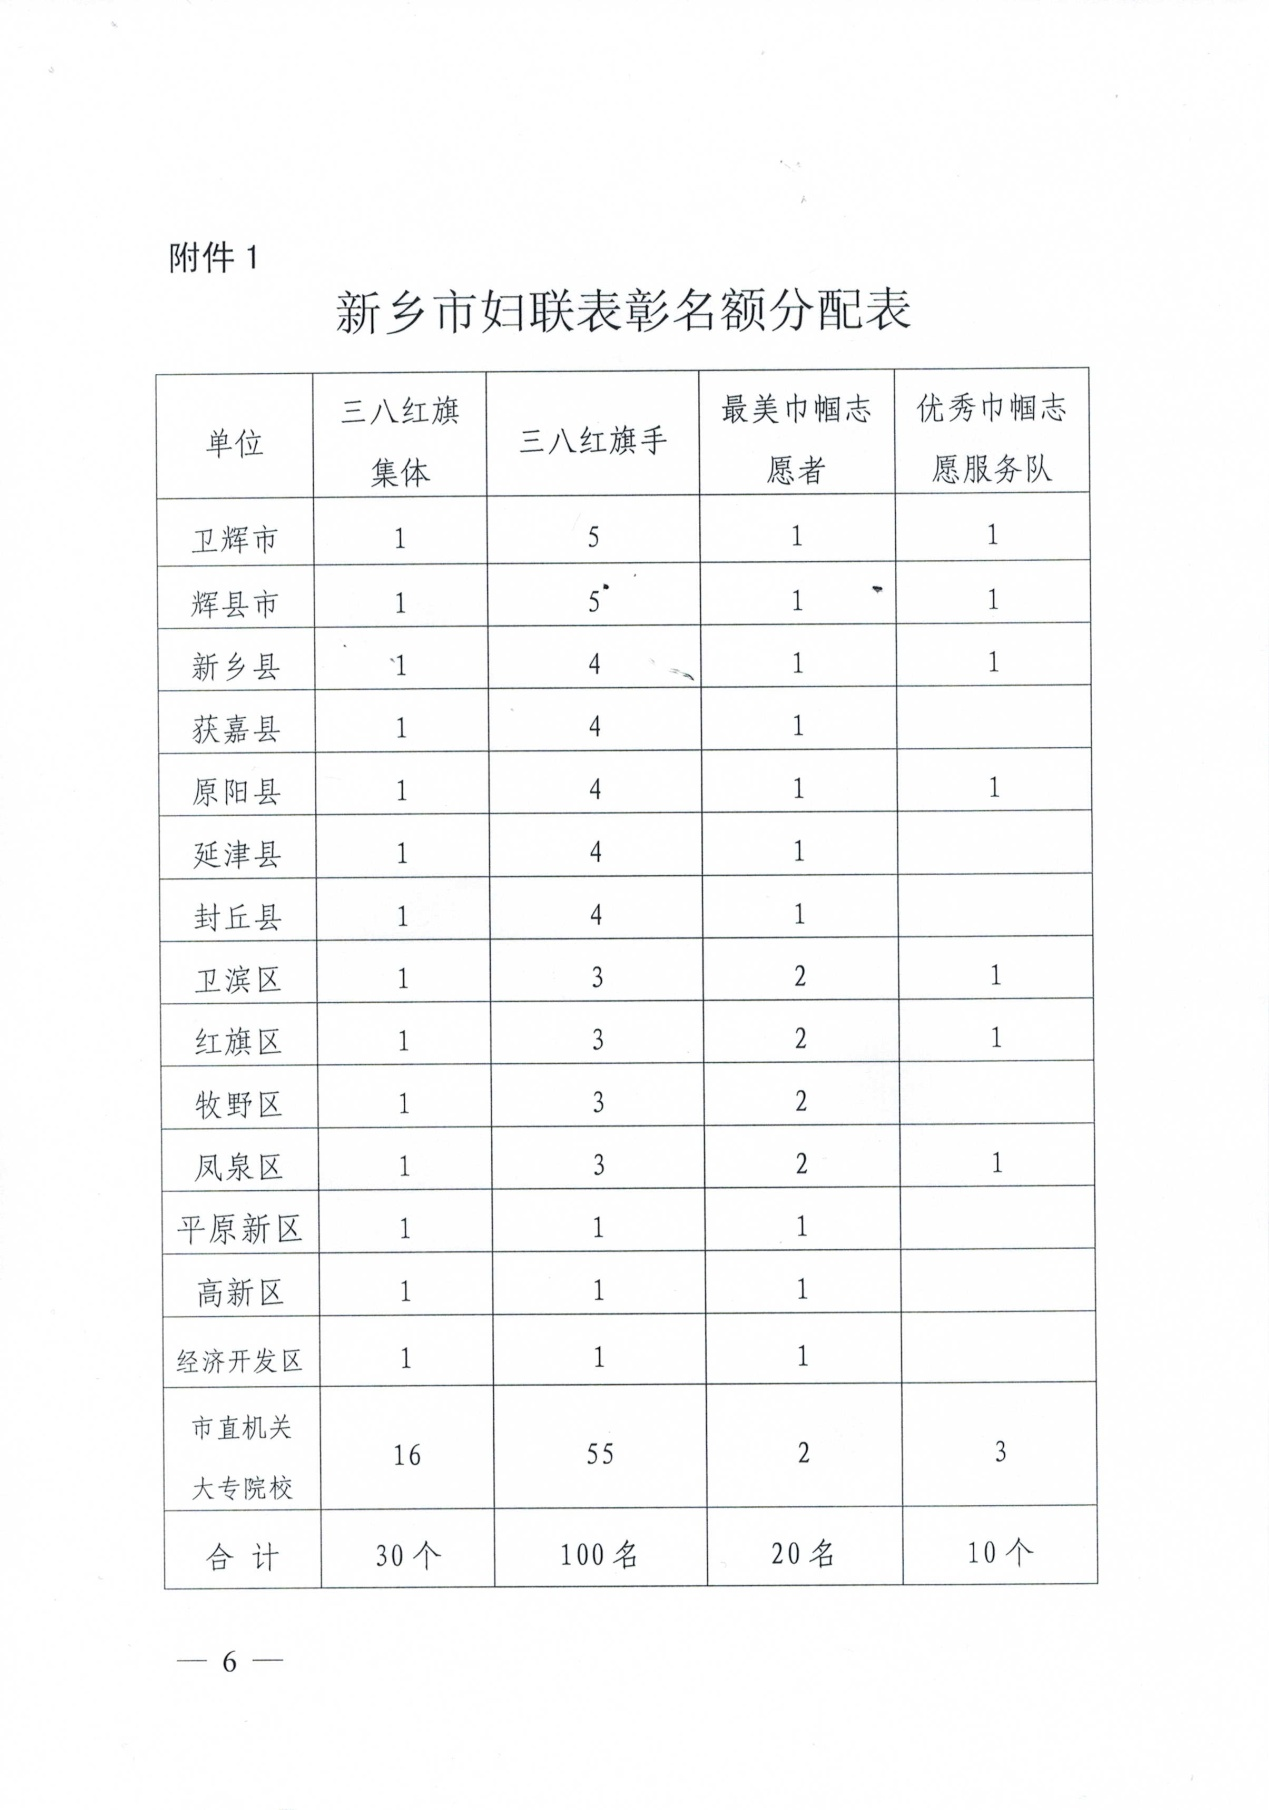 附件1
新乡市妇联表彰名额分配表
单位 三八红旗集体 三八红旗手 最美巾帼志愿者 优秀巾帼志愿服务队
卫辉市 1 5 1 1
辉县市 1 5 1 1
新乡县 1 4 1 1
获嘉县 1 4 1
原阳县 1 4 1 1
延津县 1 4 1
封丘县 1 4 1
卫滨区 1 3 2 1
红旗区 1 3 2 1
牧野区 1 3 2
凤泉区 1 3 2 1
平原新区 1 1 1
高新区 1 1 1
经济开发区 1 1 1
市直机关大专院校 16 55 2 3
合计 30个 100名 20名 10个
— 6 —